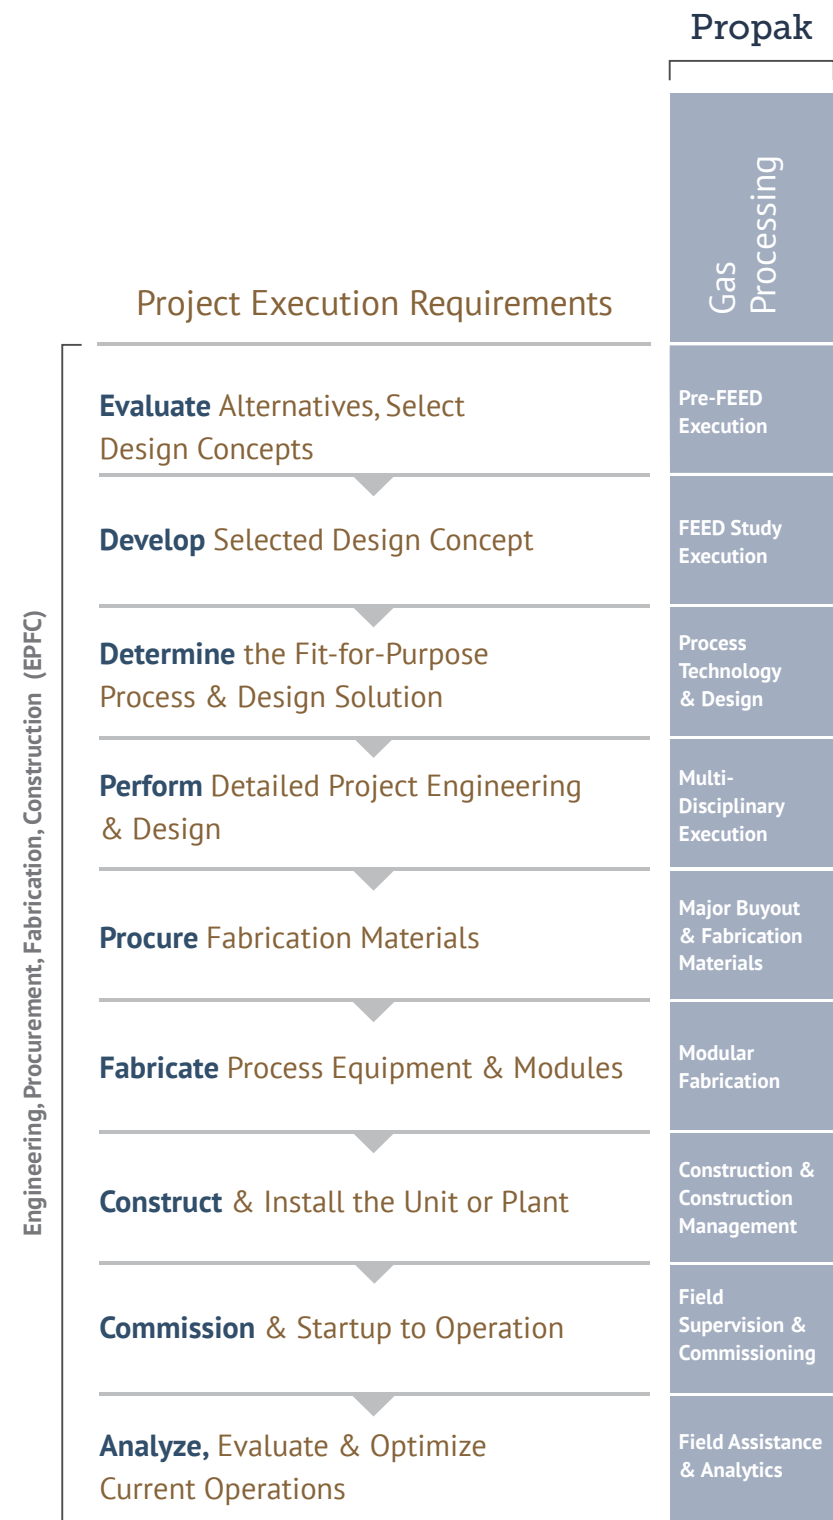 Propak
Gas
Processing
Project Execution Requirements
Engineering, Procurement, Fabrication, Construction (EPFC)
Evaluate Alternatives, Select
Design Concepts
Pre-FEED
Execution
Develop Selected Design Concept
FEED Study
Execution
Determine the Fit-for-Purpose
Process & Design Solution
Process
Technology
& Design
Perform Detailed Project Engineering
& Design
Multi-
Disciplinary
Execution
Procure Fabrication Materials
Major Buyout
& Fabrication
Materials
Fabricate Process Equipment & Modules
Modular
Fabrication
Construct & Install the Unit or Plant
Construction &
Construction
Management
Commission & Startup to Operation
Field
Supervision &
Commissioning
Analyze, Evaluate & Optimize
Current Operations
Field Assistance
& Analytics